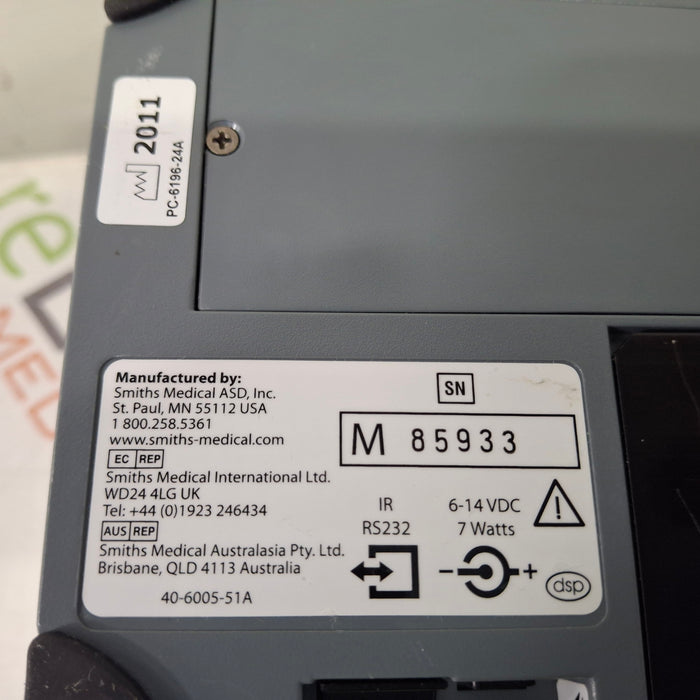 2011
PC-6196-24A
re
MED
Manufactured by:
Smiths Medical ASD, Inc.
St. Paul, MN 55112 USA
1 800.258.5361
www.smiths-medical.com
EC REP
Smiths Medical International Ltd.
WD24 4LG UK
Tel: +44 (0)1923 246434
AUS REP
Smiths Medical Australasia Pty. Ltd.
Brisbane, QLD 4113 Australia
40-6005-51A
SN
M 85933
IR
RS232
6-14 VDC
7 Watts
dsp